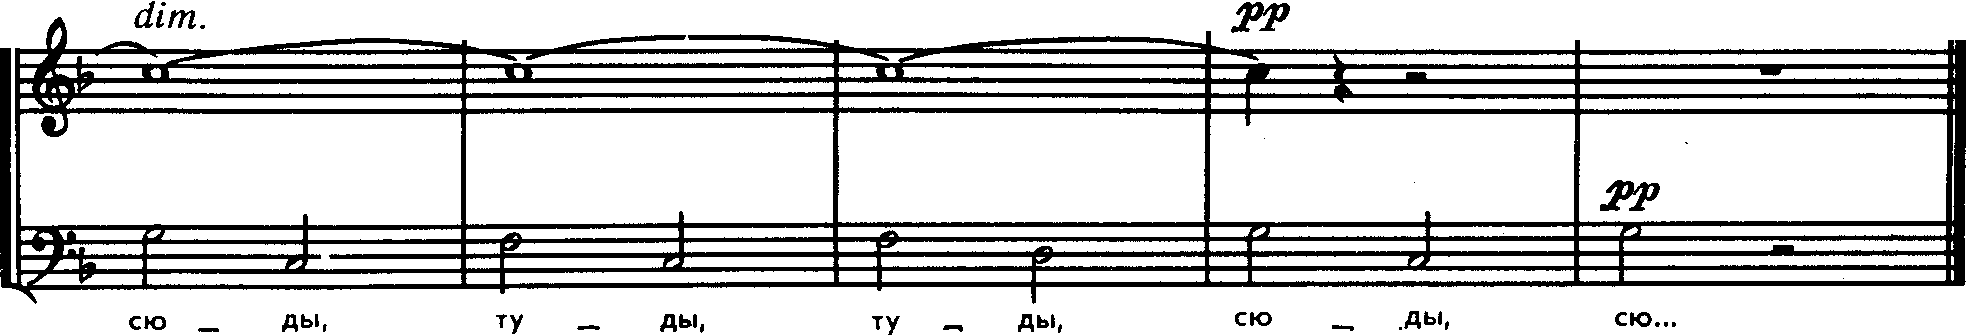 dim.
pp
pp
сю – ды, ту – ды, ту – ды, сю – ды, сю...